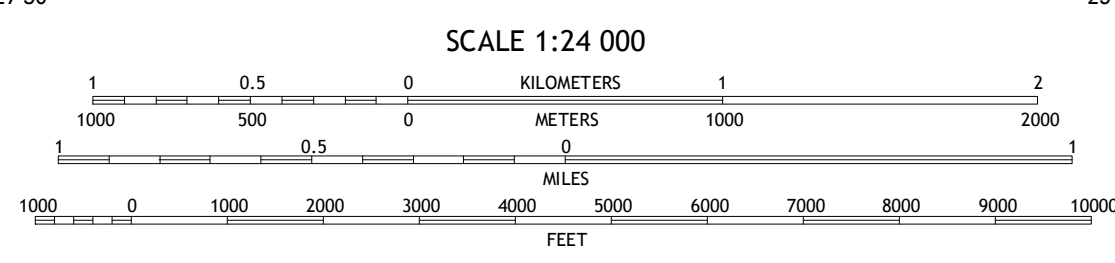 SCALE 1:24 000
1 0.5 0 KILOMETERS 1 2
1000 500 0 METERS 1000 2000
1 0.5 0 1
MILES
1000 0 1000 2000 3000 4000 5000 6000 7000 8000 9000 10000
FEET